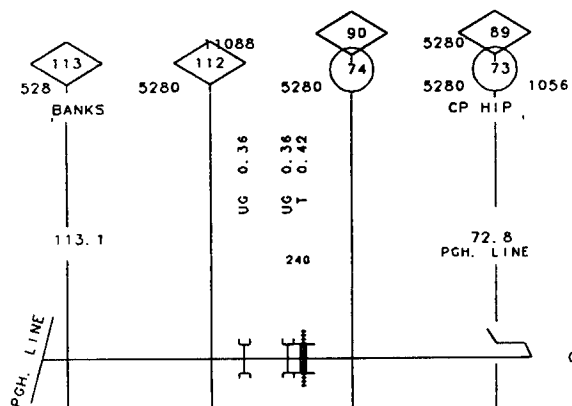 11088
90
89
5280
113
112
74
73
528
5280
5280
5280
1056
BANKS
CP HIP
UG 0.36
UG 0.36
T 0.42
113.1
72.8
PGH. LINE
240
PGH. LINE